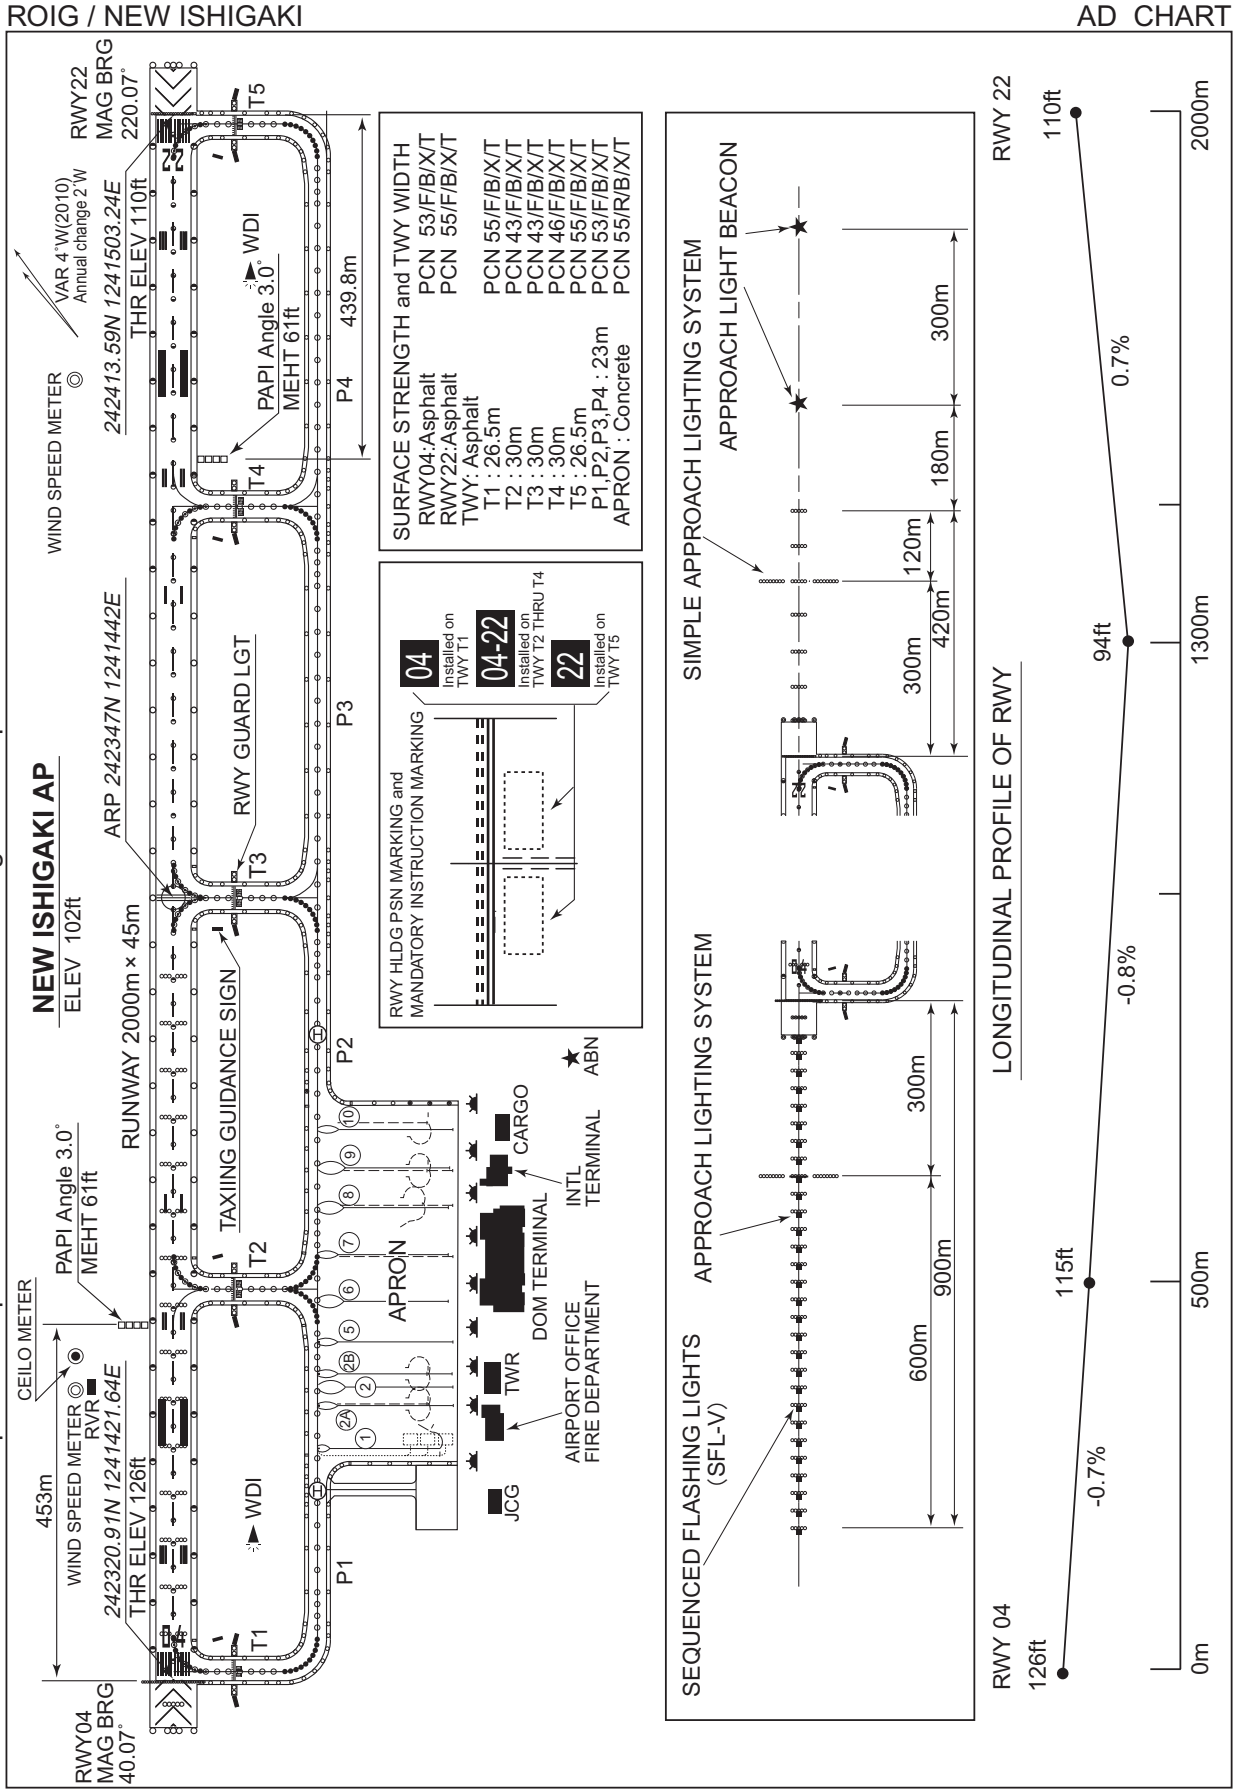 ROIG / NEW ISHIGAKI
AD CHART
NEW ISHIGAKI AP
ELEV 102ft
RWY04
MAG BRG
40.07°
453m
CEILO METER
WIND SPEED METER
RVR
242320.91N 1241421.64E
THR ELEV 126ft
PAPI Angle 3.0°
MEHT 61ft
RUNWAY 2000m × 45m
ARP 242347N 1241442E
WIND SPEED METER
VAR 4°W(2010)
Annual change 2'W
242413.59N 1241503.24E
THR ELEV 110ft
RWY22
MAG BRG
220.07°
04
22
T1
WDI
T2
TAXIING GUIDANCE SIGN
T3
RWY GUARD LGT
T4
PAPI Angle 3.0°
MEHT 61ft
WDI
T5
439.8m
P1
P2
P3
P4
H
H
1
2A
2
2B
5
6
7
8
9
10
APRON
JCG
TWR
AIRPORT OFFICE
FIRE DEPARTMENT
DOM TERMINAL
INTL
TERMINAL
CARGO
ABN
RWY HLDG PSN MARKING and
MANDATORY INSTRUCTION MARKING
04
Installed on
TWY T1
04-22
Installed on
TWY T2 THRU T4
22
Installed on
TWY T5
SURFACE STRENGTH and TWY WIDTH
RWY04:Asphalt PCN 53/F/B/X/T
RWY22:Asphalt PCN 55/F/B/X/T
TWY: Asphalt
T1 : 26.5m PCN 55/F/B/X/T
T2 : 30m PCN 43/F/B/X/T
T3 : 30m PCN 43/F/B/X/T
T4 : 30m PCN 46/F/B/X/T
T5 : 26.5m PCN 55/F/B/X/T
P1,P2,P3,P4 : 23m PCN 53/F/B/X/T
APRON : Concrete PCN 55/R/B/X/T
SEQUENCED FLASHING LIGHTS
(SFL-V)
APPROACH LIGHTING SYSTEM
600m
300m
900m
04
SIMPLE APPROACH LIGHTING SYSTEM
APPROACH LIGHT BEACON
22
300m
120m
420m
180m
300m
LONGITUDINAL PROFILE OF RWY
RWY 04
126ft
-0.7%
115ft
-0.8%
94ft
0.7%
RWY 22
110ft
0m
500m
1300m
2000m